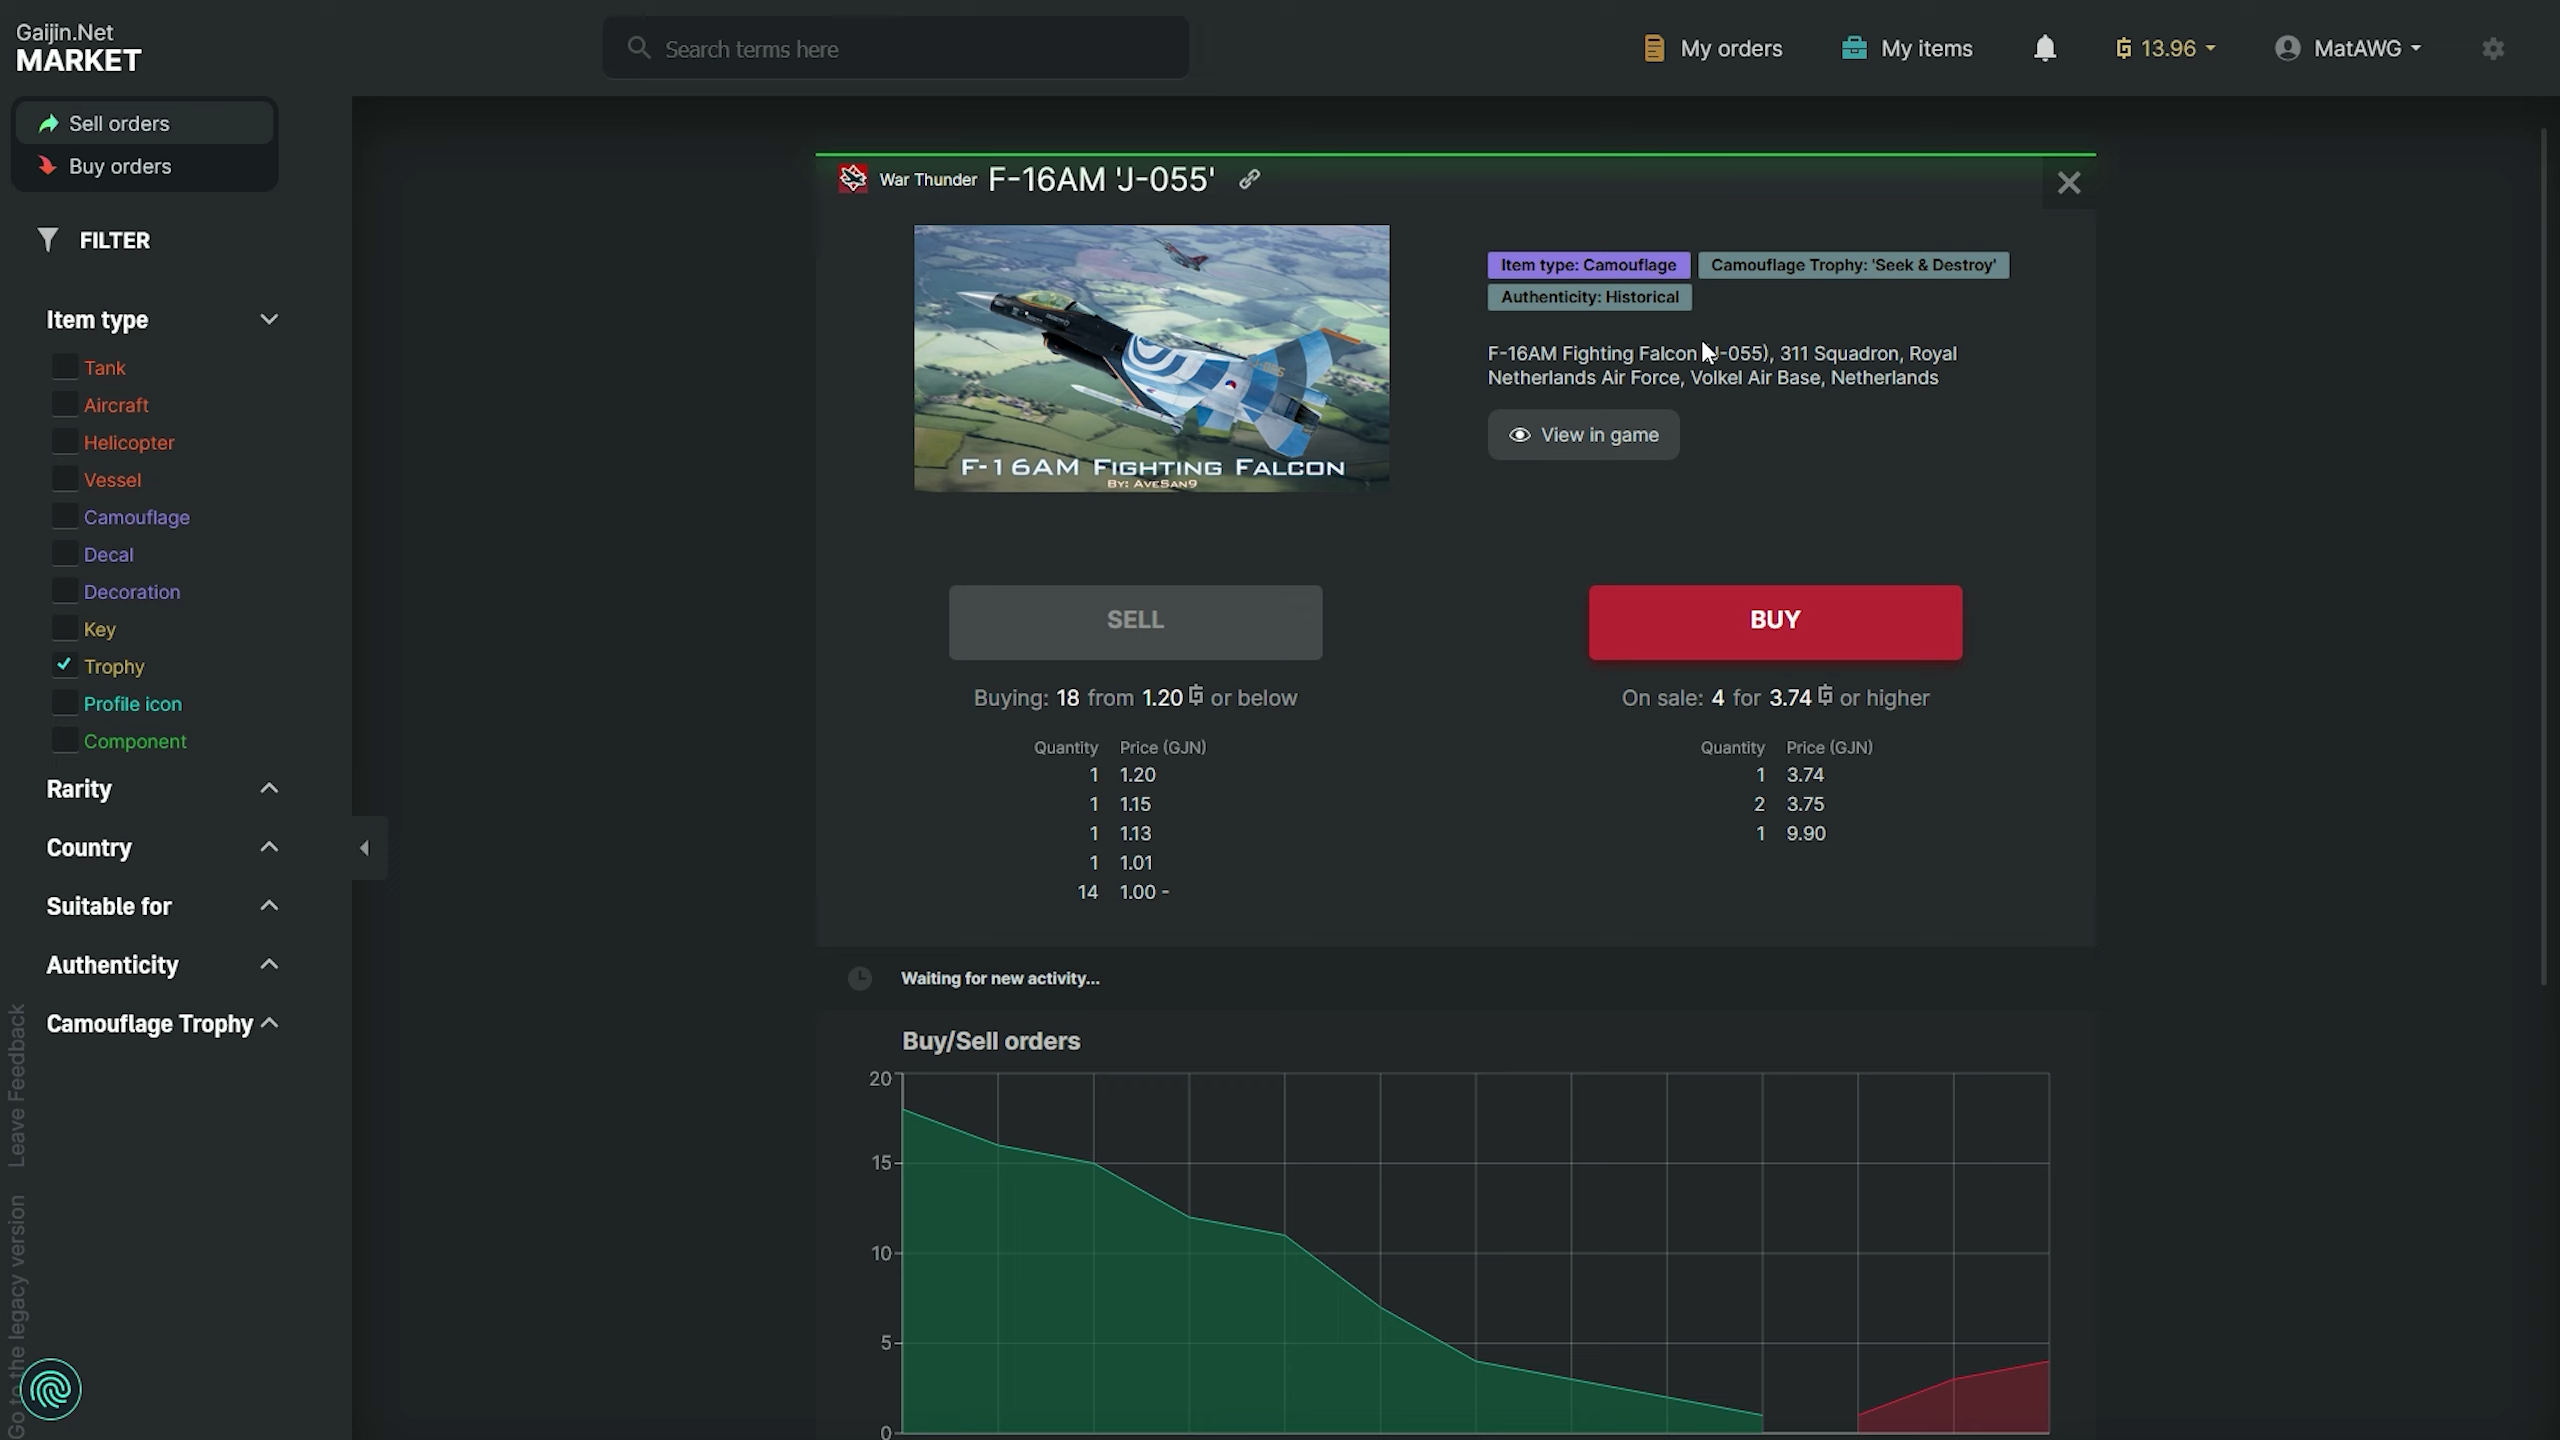 Gaijin.Net
MARKET
Search terms here
My orders
My items
13.96
MatAWG
Sell orders
Buy orders
FILTER
Item type
Tank
Aircraft
Helicopter
Vessel
Camouflage
Decal
Decoration
Key
Trophy
Profile icon
Component
Rarity
Country
Suitable for
Authenticity
Camouflage Trophy
Leave Feedback
Go to the legacy version
War Thunder F-16AM 'J-055'
F-16AM FIGHTING FALCON
BY: AVESAN9
Item type: Camouflage
Camouflage Trophy: 'Seek & Destroy'
Authenticity: Historical
F-16AM Fighting Falcon J-055), 311 Squadron, Royal
Netherlands Air Force, Volkel Air Base, Netherlands
View in game
SELL
Buying: 18 from 1.20 or below
Quantity Price (GJN)
1 1.20
1 1.15
1 1.13
1 1.01
14 1.00 -
BUY
On sale: 4 for 3.74 or higher
Quantity Price (GJN)
1 3.74
2 3.75
1 9.90
Waiting for new activity...
Buy/Sell orders
20
15
10
5
0